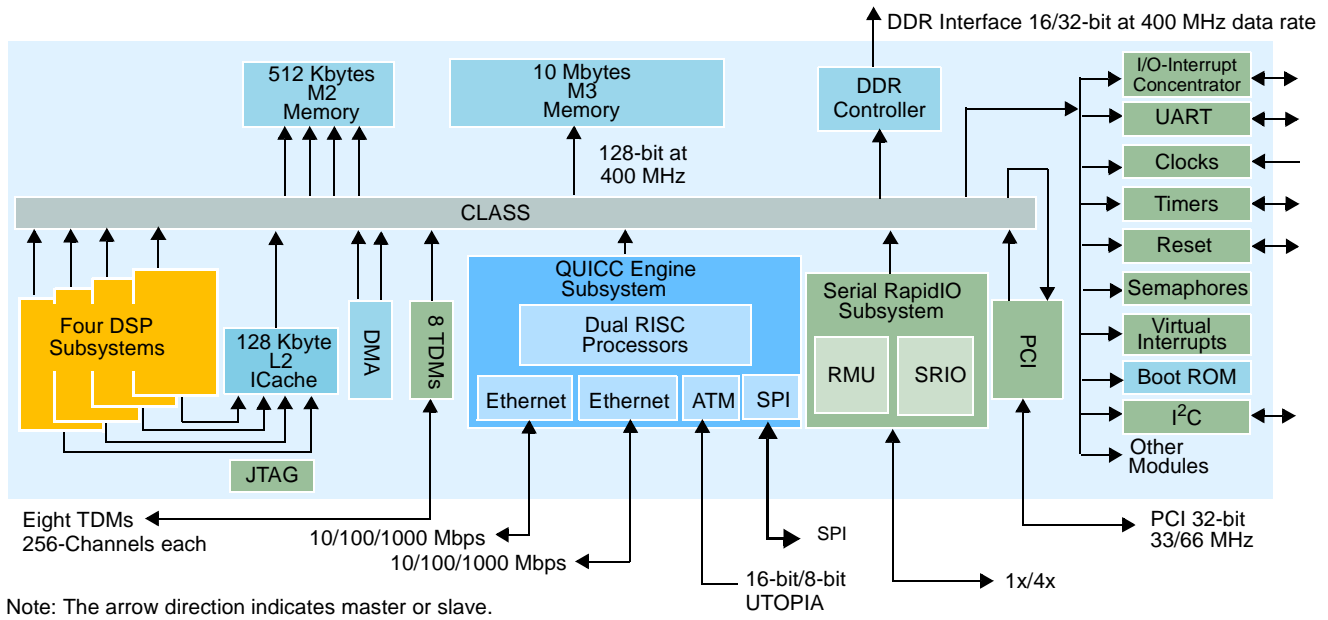 DDR Interface 16/32-bit at 400 MHz data rate
512 Kbytes
M2
Memory
10 Mbytes
M3
Memory
DDR
Controller
I/O-Interrupt
Concentrator
UART
Clocks
Timers
Reset
Semaphores
Virtual
Interrupts
Boot ROM
I²C
Other
Modules
128-bit at
400 MHz
CLASS
Four DSP
Subsystems
128 Kbyte
L2
ICache
DMA
8 TDMs
QUICC Engine
Subsystem
Dual RISC
Processors
Ethernet
Ethernet
ATM
SPI
Serial RapidIO
Subsystem
RMU
SRIO
PCI
JTAG
Eight TDMs
256-Channels each
10/100/1000 Mbps
10/100/1000 Mbps
SPI
16-bit/8-bit
UTOPIA
1x/4x
PCI 32-bit
33/66 MHz
Note: The arrow direction indicates master or slave.